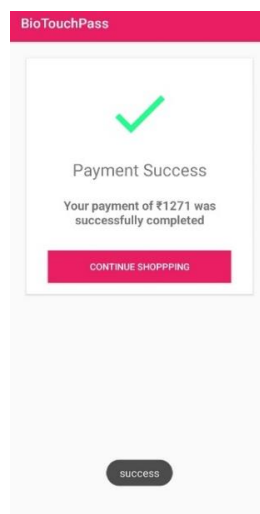 BioTouchPass
Payment Success
Your payment of ₹1271 was
successfully completed
CONTINUE SHOPPPING
success